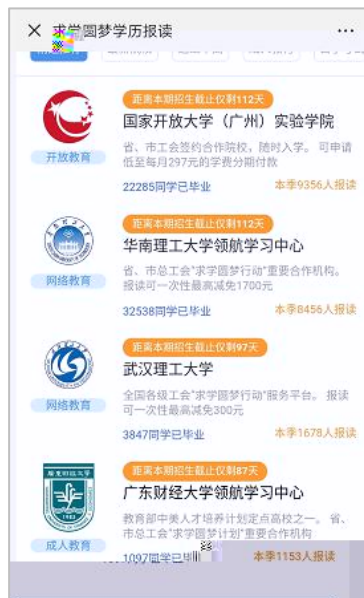 求学圆梦学历报读
距离本期招生截止仅剩112天
国家开放大学（广州）实验学院
省、市工会签约合作院校，随时入学。 可申请
低至每月297元的学费分期付款
开放教育
22285同学已毕业
本季9356人报读
距离本期招生截止仅剩112天
华南理工大学领航学习中心
省、市总工会“求学圆梦行动”重要合作机构。
报读可一次性最高减免1700元
网络教育
32538同学已毕业
本季8456人报读
距离本期招生截止仅剩97天
武汉理工大学
全国各级工会“求学圆梦行动”服务平台。 报读
可一次性最高减免300元
网络教育
3847同学已毕业
本季1678人报读
距离本期招生截止仅剩87天
广东财经大学领航学习中心
教育部中美人才培养计划定点高校之一。 省、
市总工会“求学圆梦计划”重要合作机构
成人教育
1097同学已毕
本季1153人报读